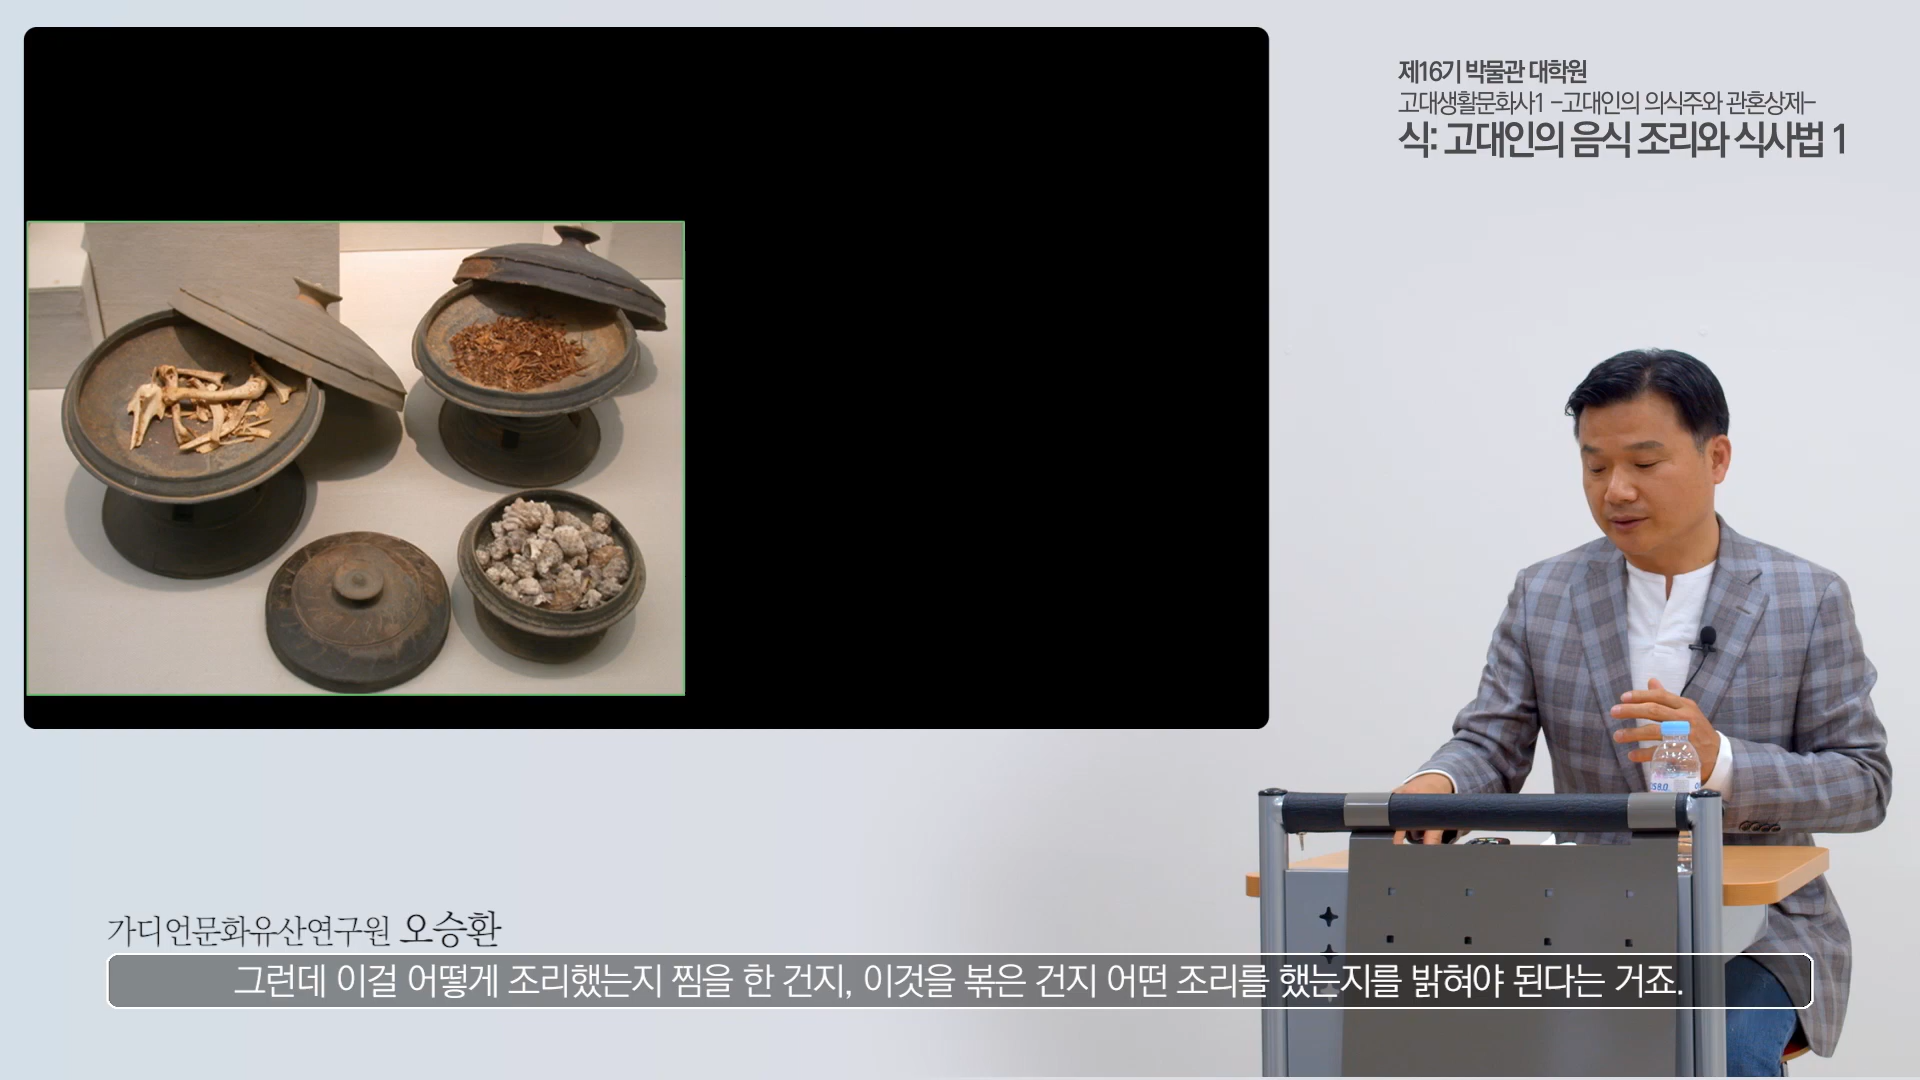 제16기 박물관 대학원
고대생활문화사1 -고대인의 의식주와 관혼상제-
식: 고대인의 음식 조리와 식사법 1
가디언문화유산연구원 오승환
그런데 이걸 어떻게 조리했는지 찜을 한 건지, 이것을 볶은 건지 어떤 조리를 했는지를 밝혀야 된다는 거죠.